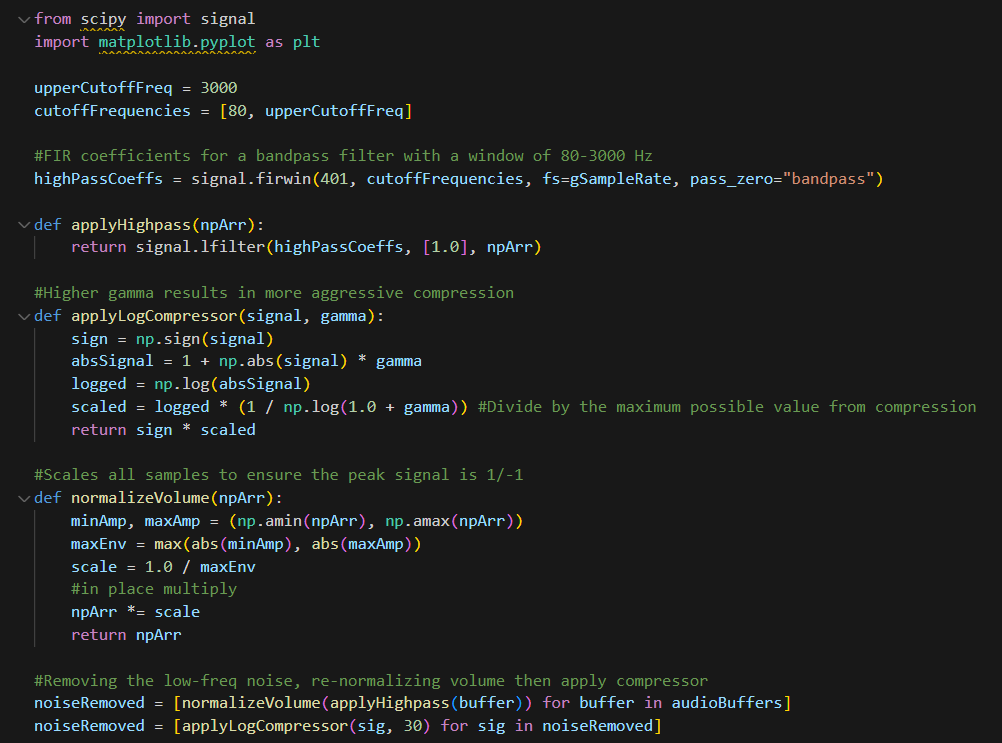 from scipy import signal
import matplotlib.pyplot as plt

upperCutoffFreq = 3000
cutoffFrequencies = [80, upperCutoffFreq]

#FIR coefficients for a bandpass filter with a window of 80-3000 Hz
highPassCoeffs = signal.firwin(401, cutoffFrequencies, fs=gSampleRate, pass_zero="bandpass")

def applyHighpass(npArr):
    return signal.lfilter(highPassCoeffs, [1.0], npArr)

#Higher gamma results in more aggressive compression
def applyLogCompressor(signal, gamma):
    sign = np.sign(signal)
    absSignal = 1 + np.abs(signal) * gamma
    logged = np.log(absSignal)
    scaled = logged * (1 / np.log(1.0 + gamma)) #Divide by the maximum possible value from compression
    return sign * scaled

#Scales all samples to ensure the peak signal is 1/-1
def normalizeVolume(npArr):
    minAmp, maxAmp = (np.amin(npArr), np.amax(npArr))
    maxEnv = max(abs(minAmp), abs(maxAmp))
    scale = 1.0 / maxEnv
    #in place multiply
    npArr *= scale
    return npArr

#Removing the low-freq noise, re-normalizing volume then apply compressor
noiseRemoved = [normalizeVolume(applyHighpass(buffer)) for buffer in audioBuffers]
noiseRemoved = [applyLogCompressor(sig, 30) for sig in noiseRemoved]